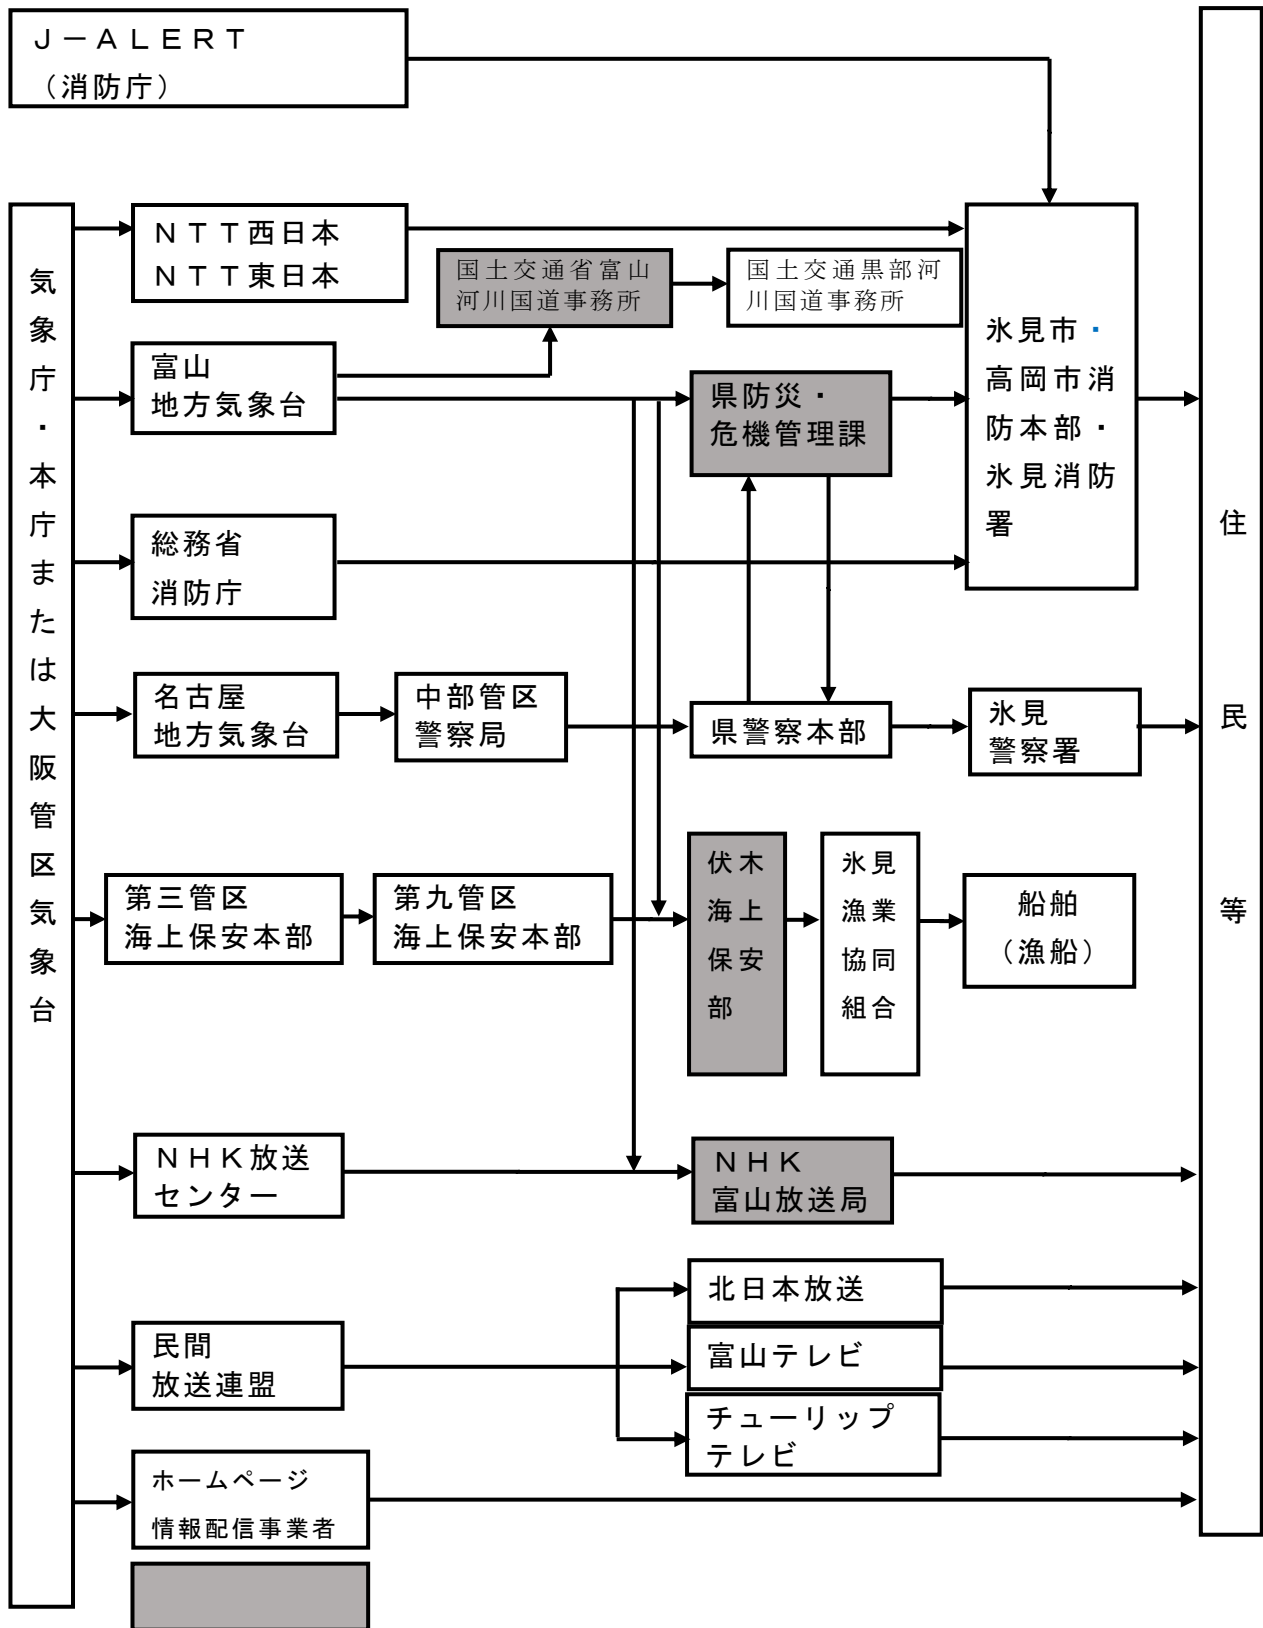 J－ALERT
（消防庁）
気象庁・本庁または大阪管区気象台
NTT西日本
NTT東日本
国土交通省富山
河川国道事務所
国土交通黒部河
川国道事務所
富山
地方気象台
県防災・
危機管理課
氷見市・
高岡市消
防本部・
氷見消防
署
総務省
消防庁
名古屋
地方気象台
中部管区
警察局
県警察本部
氷見
警察署
第三管区
海上保安本部
第九管区
海上保安本部
伏木
海上
保安
部
氷見
漁業
協同
組合
船舶
（漁船）
NHK放送
センター
NHK
富山放送局
民間
放送連盟
北日本放送
富山テレビ
チューリップ
テレビ
ホームページ
情報配信事業者
住民等